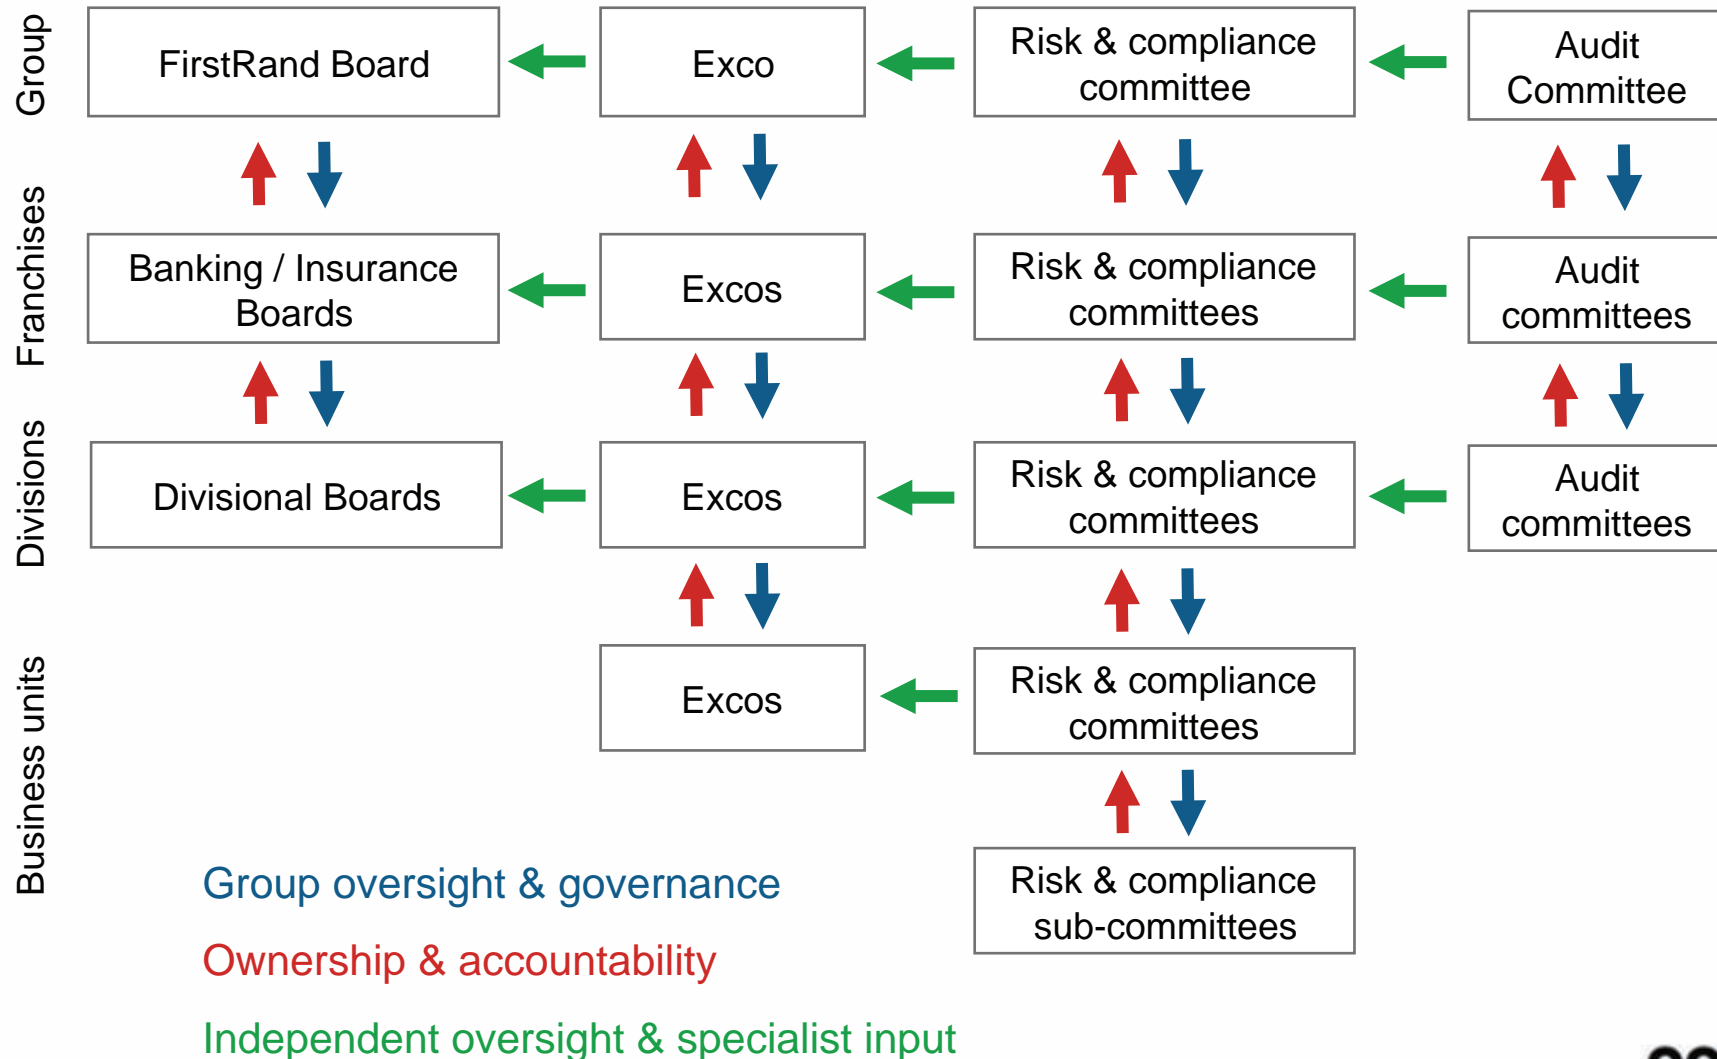 Group
FirstRand Board
Exco
Risk & compliance
committee
Audit
Committee
Franchises
Banking / Insurance
Boards
Excos
Risk & compliance
committees
Audit
committees
Divisions
Divisional Boards
Excos
Risk & compliance
committees
Audit
committees
Business units
Excos
Risk & compliance
committees
Risk & compliance
sub-committees
Group oversight & governance
Ownership & accountability
Independent oversight & specialist input